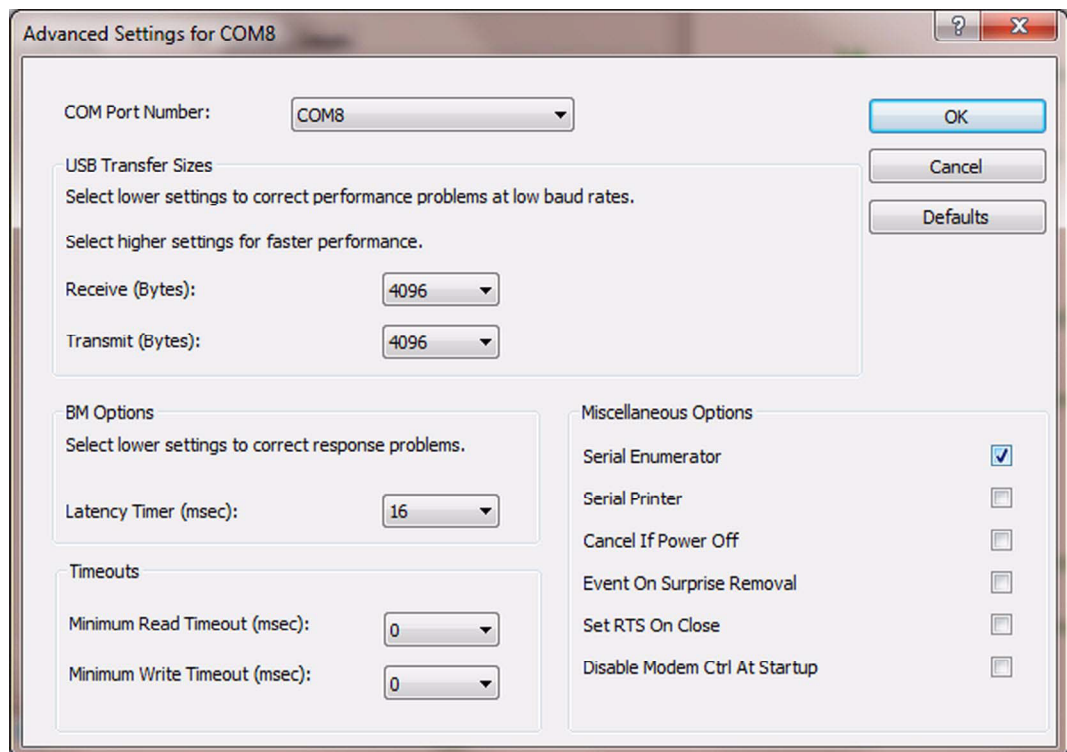 Advanced Settings for COM8
COM Port Number: COM8
OK
USB Transfer Sizes
Cancel
Select lower settings to correct performance problems at low baud rates.
Defaults
Select higher settings for faster performance.
Receive (Bytes): 4096
Transmit (Bytes): 4096
BM Options
Select lower settings to correct response problems.
Latency Timer (msec): 16
Timeouts
Minimum Read Timeout (msec): 0
Minimum Write Timeout (msec): 0
Miscellaneous Options
Serial Enumerator
Serial Printer
Cancel If Power Off
Event On Surprise Removal
Set RTS On Close
Disable Modem Ctrl At Startup